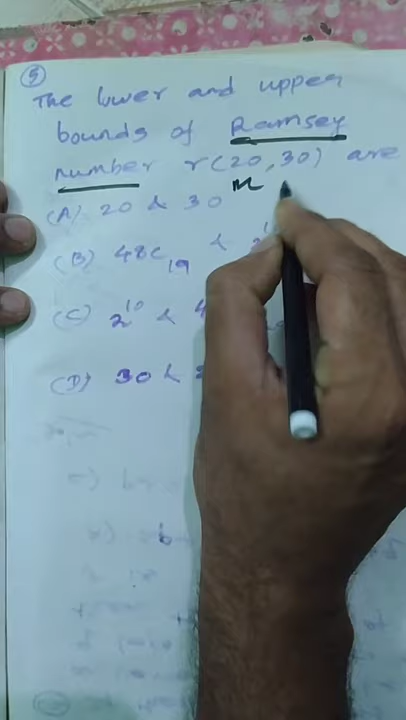 5
The lower and upper
bounds of Ramsey
number r(20, 30) are
m
(A) 20 & 30
(B) 48C19 &
(C) 2^10 &
(D) 30 &